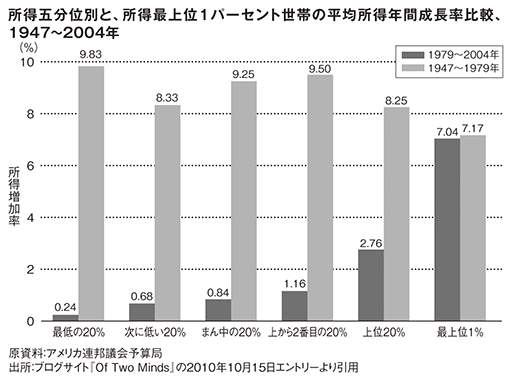 所得五分位別と、所得最上位1パーセント世帯の平均所得年間成長率比較、
1947〜2004年
(%)
10
8
6
4
2
0
所得増加率
1979〜2004年
1947〜1979年
0.24
9.83
0.68
8.33
0.84
9.25
1.16
9.50
2.76
8.25
7.04
7.17
最低の20%
次に低い20%
まん中の20%
上から2番目の20%
上位20%
最上位1%
原資料:アメリカ連邦議会予算局
出所:ブログサイト『Of Two Minds』の2010年10月15日エントリーより引用